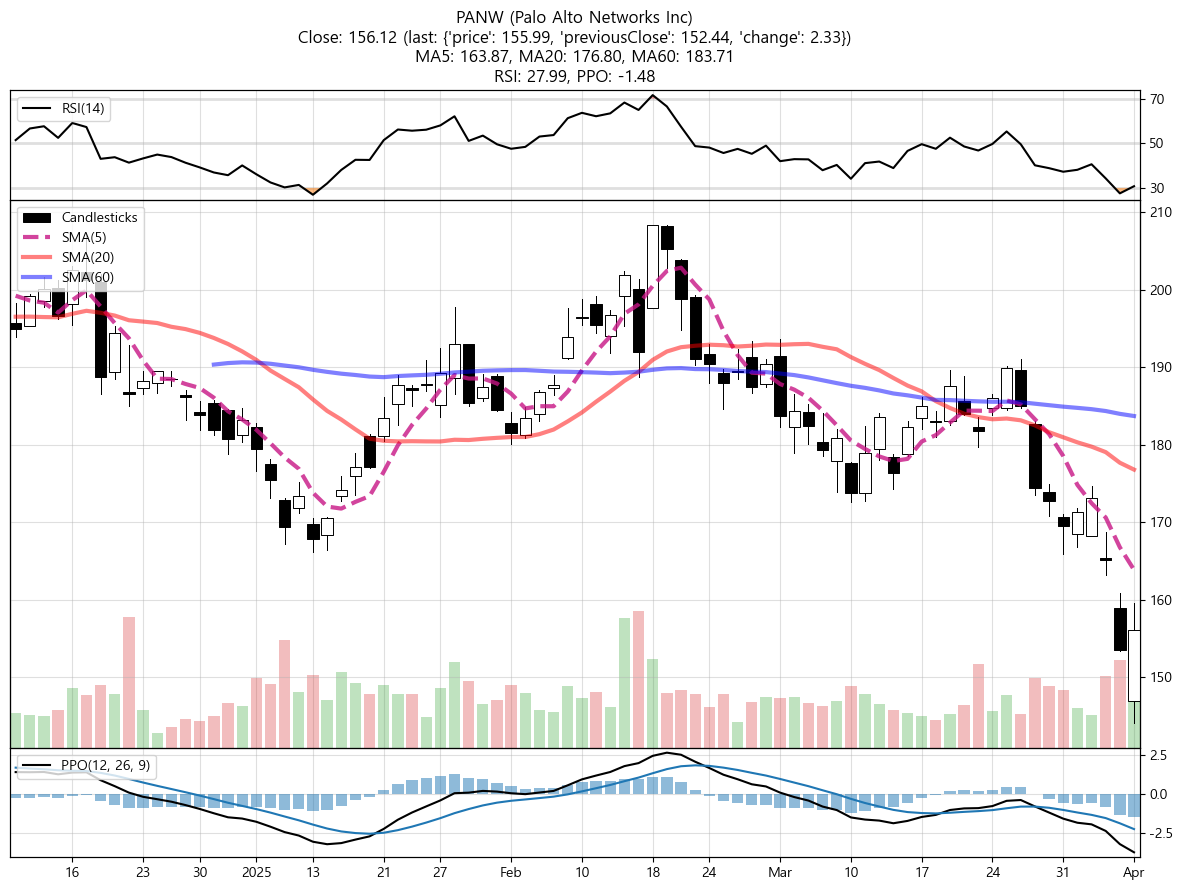 PANW (Palo Alto Networks Inc)
Close: 156.12 (last: {'price': 155.99, 'previousClose': 152.44, 'change': 2.33})
MA5: 163.87, MA20: 176.80, MA60: 183.71
RSI: 27.99, PPO: -1.48
RSI(14)
70
50
30
Candlesticks
SMA(5)
SMA(20)
SMA(60)
210
200
190
180
170
160
150
PPO(12, 26, 9)
2.5
0.0
-2.5
16 23 30 2025 13 21 27 Feb 10 18 24 Mar 10 17 24 31 Apr